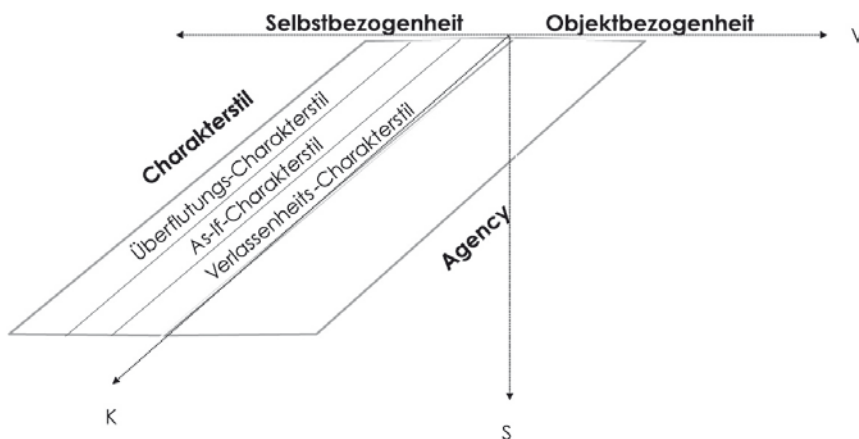 Selbstbezogenheit
Objektbezogenheit
V
Charakterstil
Überflutungs-Charakterstil
As-If-Charakterstil
Verlassenheits-Charakterstil
Agency
K
S